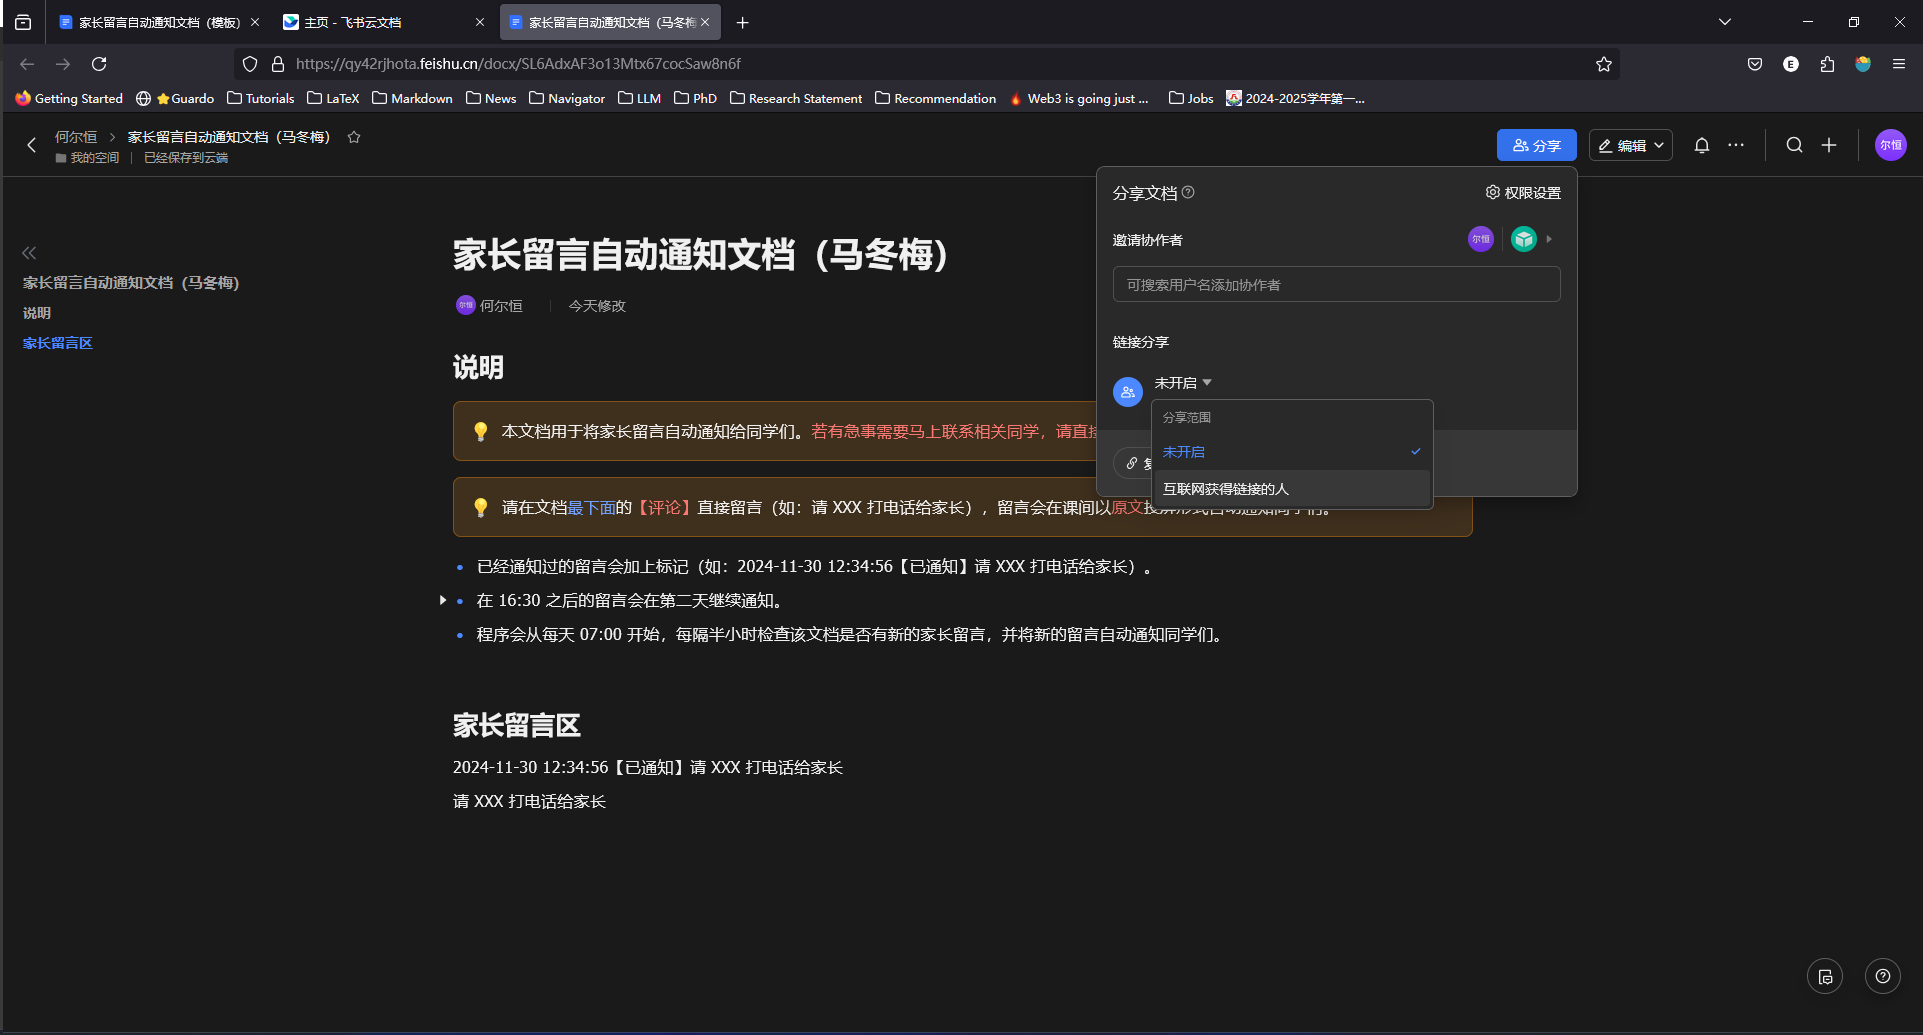 家长留言自动通知文档（模板）
主页 - 飞书云文档
家长留言自动通知文档（马冬梅
https://qy42rjhota.feishu.cn/docx/SL6AdxAF3o13Mtx67cocSaw8n6f
E
Getting Started
Guardo
Tutorials
LaTeX
Markdown
News
Navigator
LLM
PhD
Research Statement
Recommendation
Web3 is going just ...
Jobs
2024-2025学年第一...
何尔恒
家长留言自动通知文档（马冬梅）
我的空间
已经保存到云端
分享
编辑
尔恒
家长留言自动通知文档（马冬梅）
说明
家长留言区
家长留言自动通知文档（马冬梅）
尔恒
何尔恒
今天修改
说明
本文档用于将家长留言自动通知给同学们。若有急事需要马上联系相关同学，请直接
请在文档最下面的【评论】直接留言（如：请 XXX 打电话给家长），留言会在课间以原文投屏形式自动通知同学们。
已经通知过的留言会加上标记（如：2024-11-30 12:34:56【已通知】请 XXX 打电话给家长）。
在 16:30 之后的留言会在第二天继续通知。
程序会从每天 07:00 开始，每隔半小时检查该文档是否有新的家长留言，并将新的留言自动通知同学们。
家长留言区
2024-11-30 12:34:56【已通知】请 XXX 打电话给家长
请 XXX 打电话给家长
分享文档
权限设置
邀请协作者
尔恒
可搜索用户名添加协作者
链接分享
未开启
分享范围
未开启
互联网获得链接的人